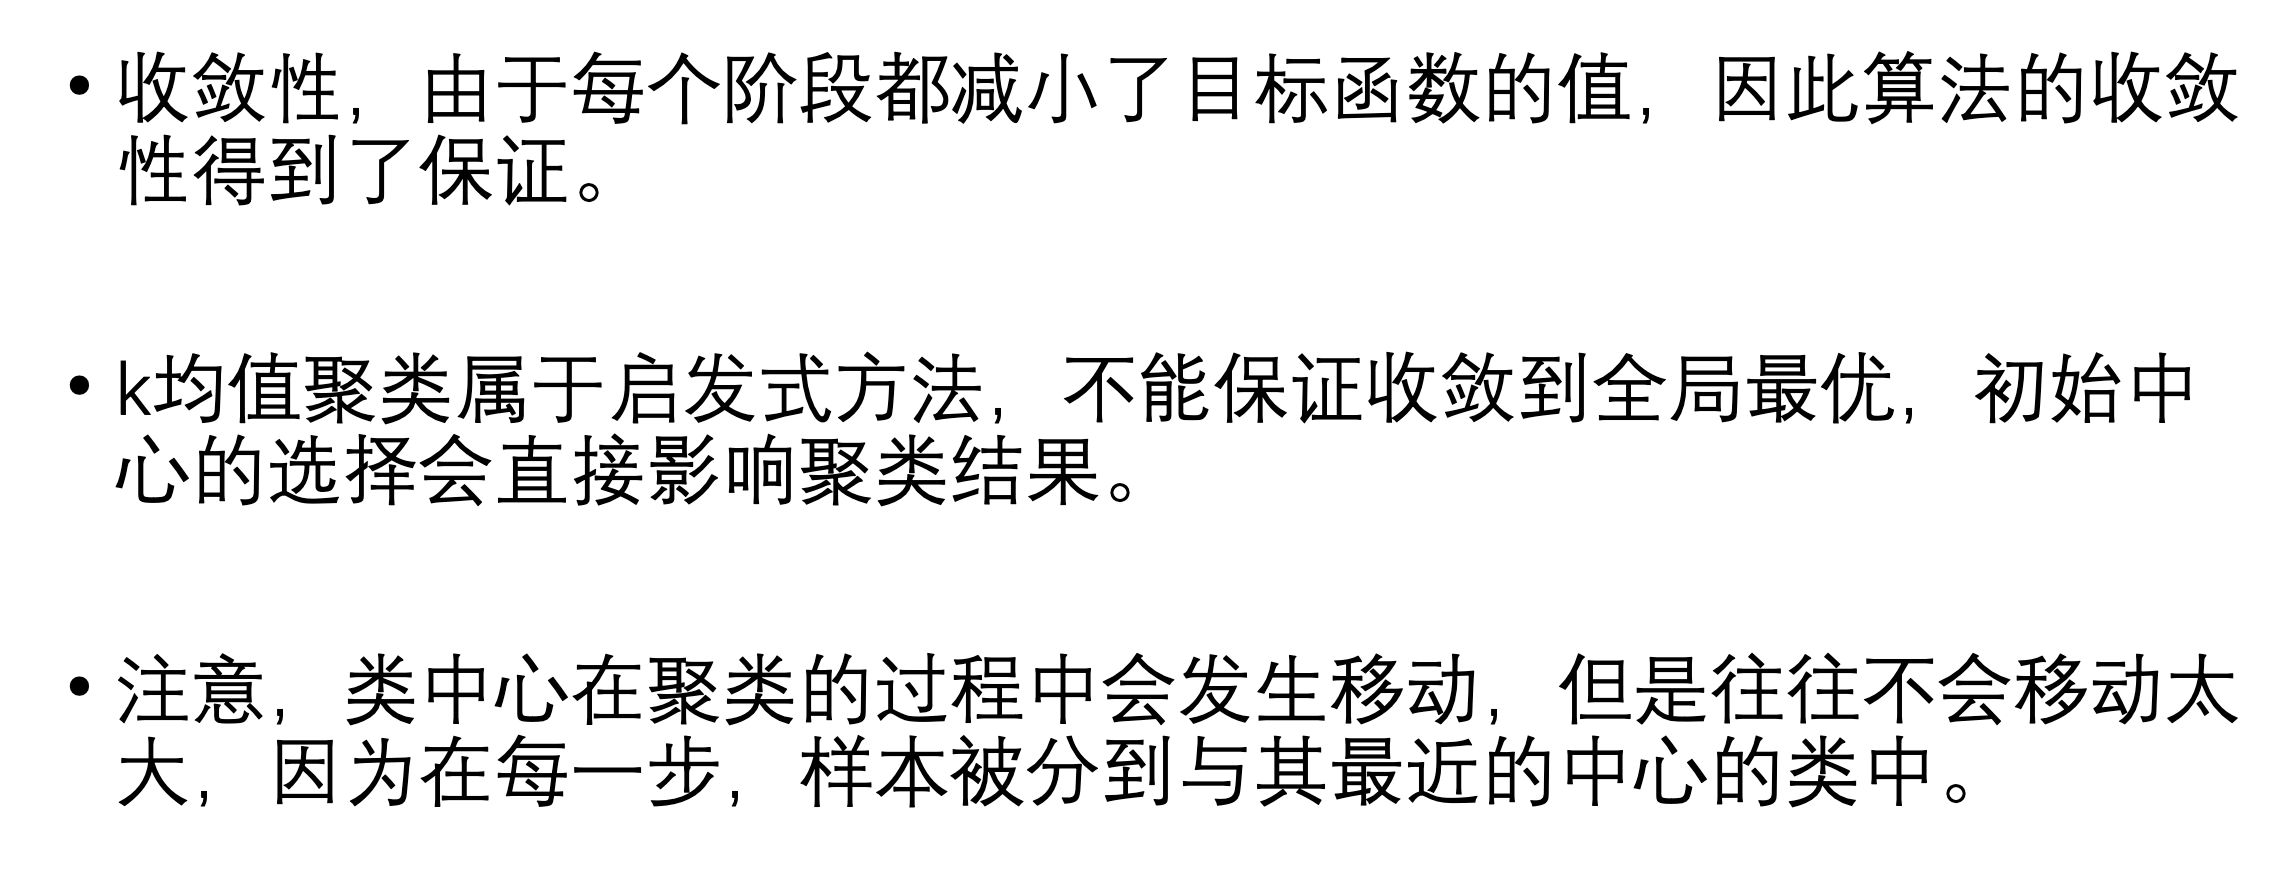 • 收敛性，由于每个阶段都减小了目标函数的值，因此算法的收敛
性得到了保证。
• k均值聚类属于启发式方法，不能保证收敛到全局最优，初始中
心的选择会直接影响聚类结果。
• 注意，类中心在聚类的过程中会发生移动，但是往往不会移动太
大，因为在每一步，样本被分到与其最近的中心的类中。